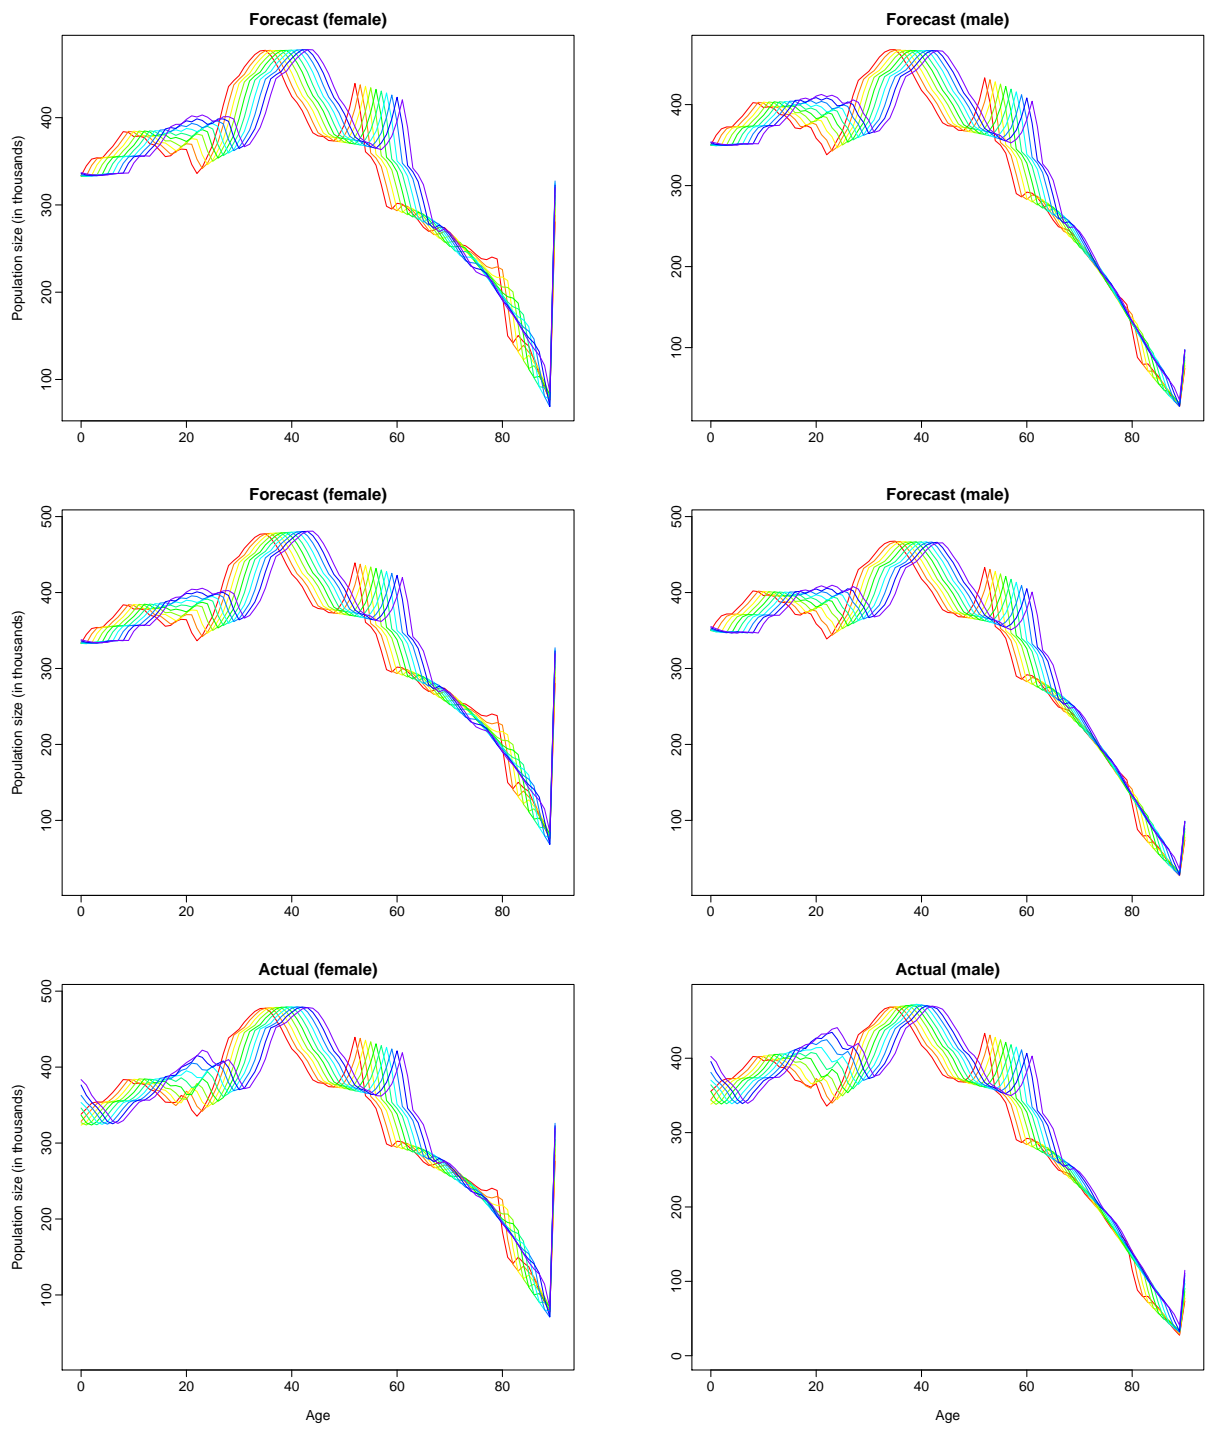 Forecast (female)
Forecast (male)
Population size (in thousands)
100 200 300 400
100 200 300 400
0 20 40 60 80
0 20 40 60 80
Forecast (female)
Forecast (male)
Population size (in thousands)
100 200 300 400 500
100 200 300 400 500
0 20 40 60 80
0 20 40 60 80
Actual (female)
Actual (male)
Population size (in thousands)
100 200 300 400 500
0 100 200 300 400
0 20 40 60 80
0 20 40 60 80
Age
Age